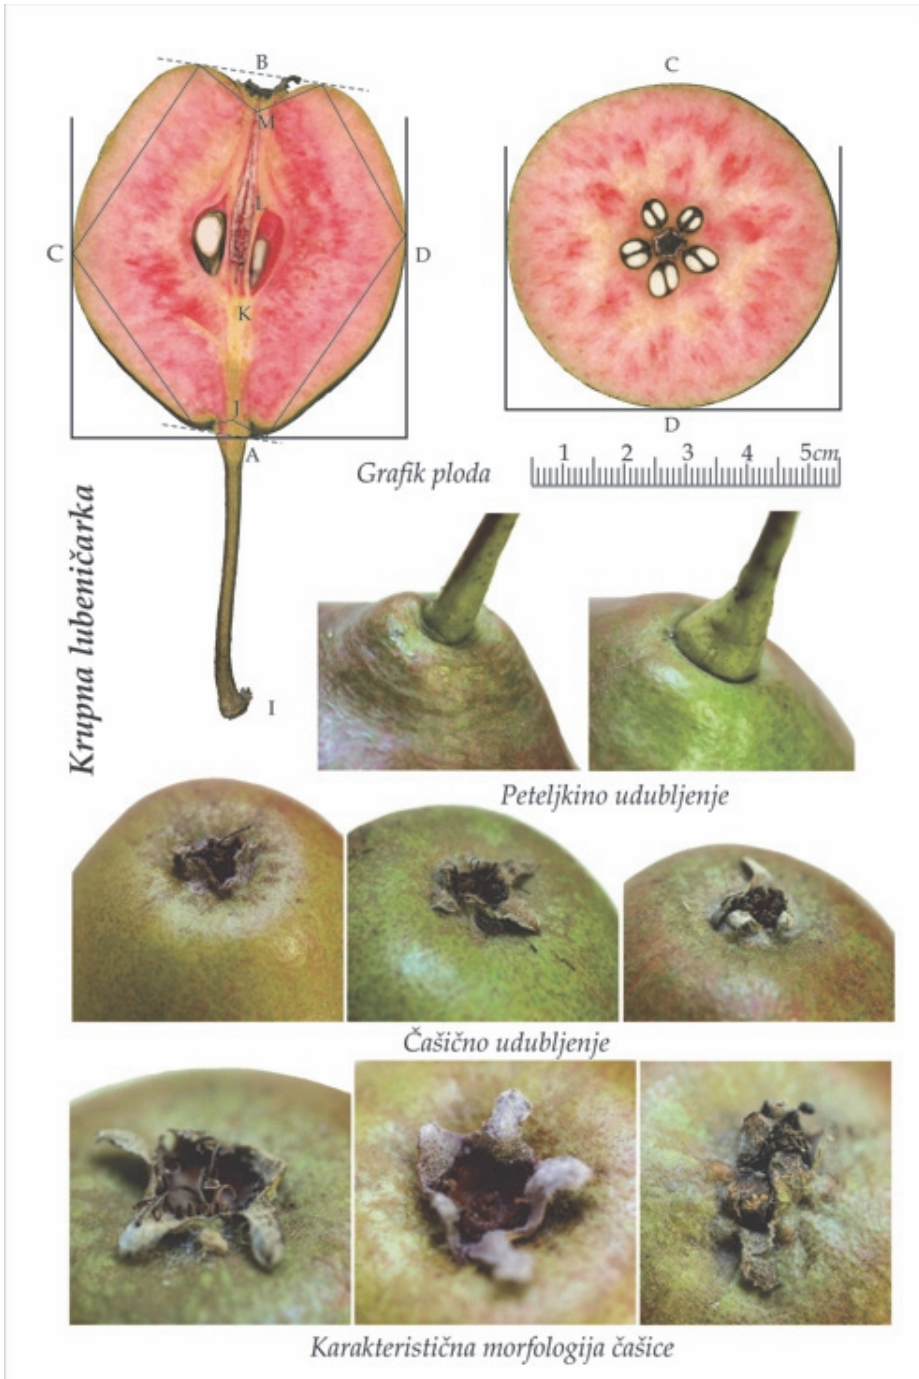 B
C
M
L
C
D
K
J
D
A
1 2 3 4 5cm
Grafik ploda
Krupna lubeničarka
I
Peteljkino udubljenje
Čašično udubljenje
Karakteristična morfologija čašice